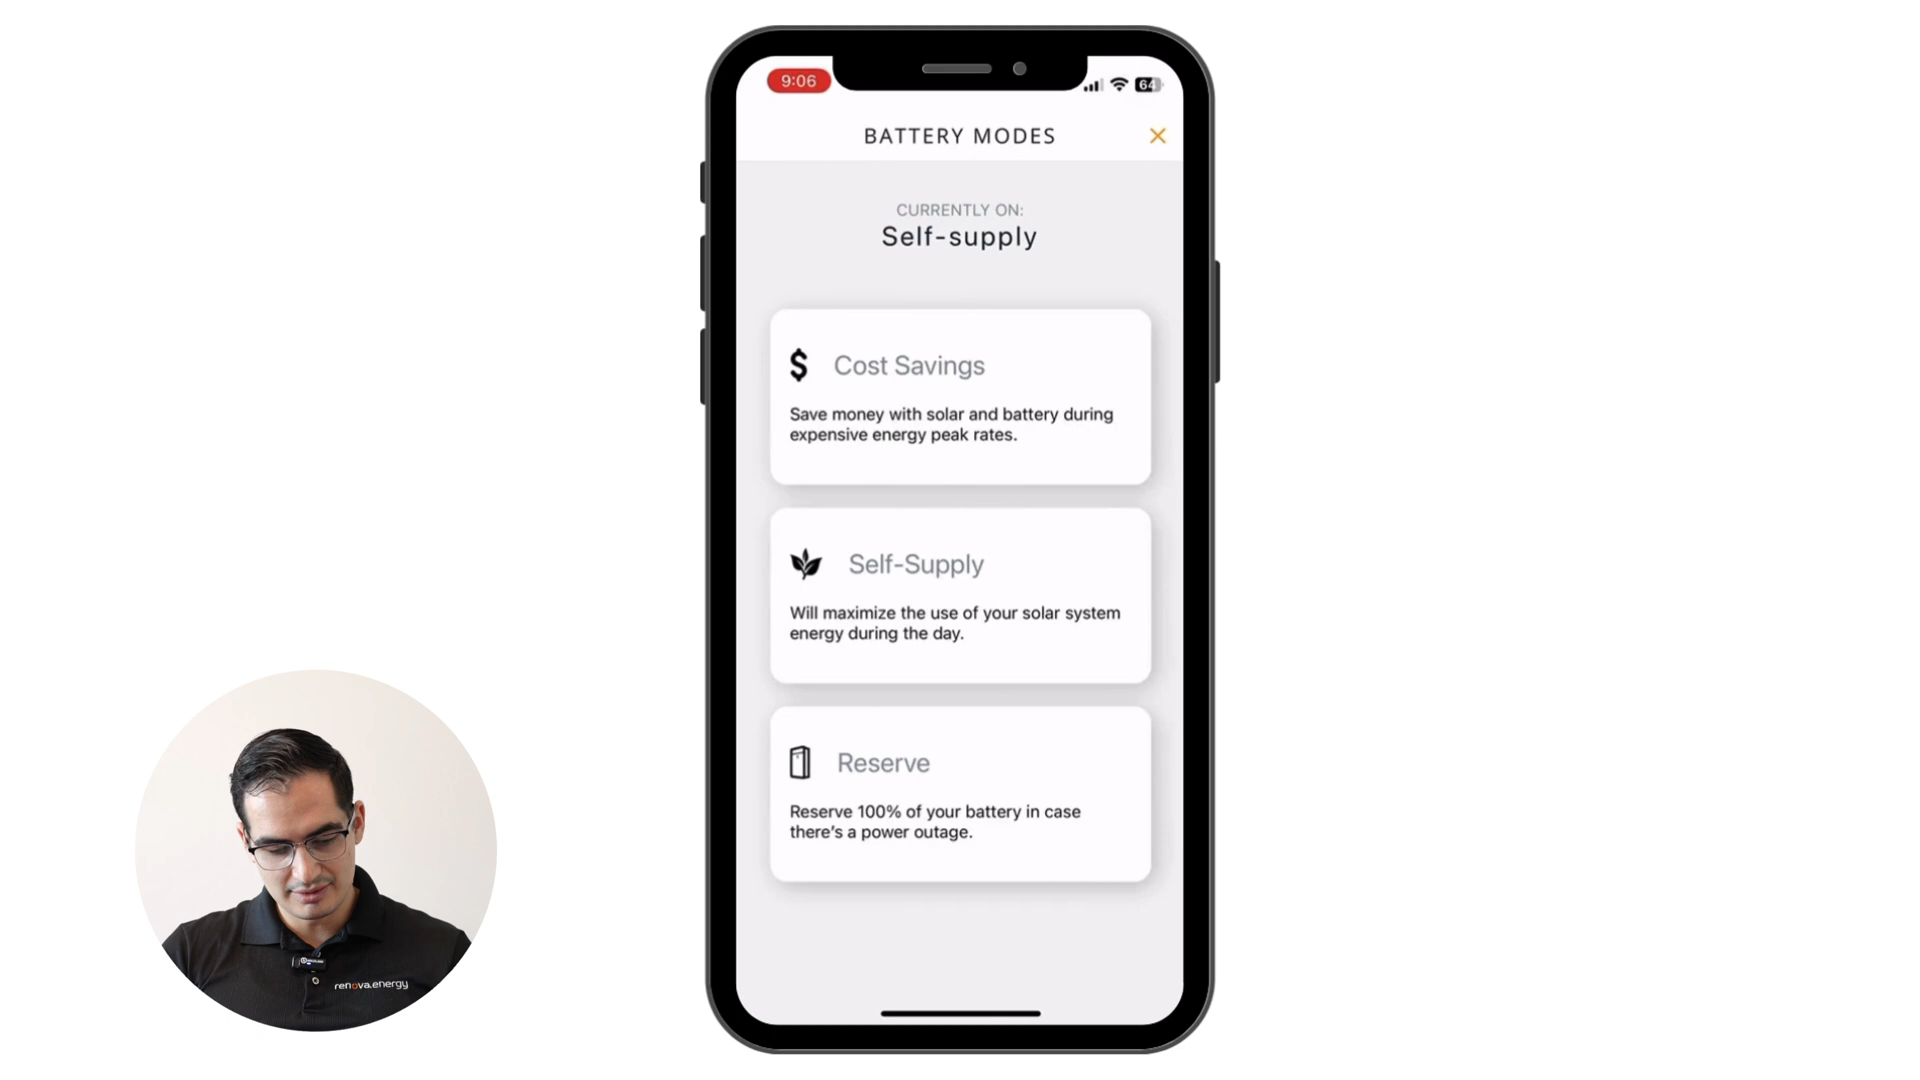 9:06
64
BATTERY MODES
CURRENTLY ON:
Self-supply
$ Cost Savings
Save money with solar and battery during
expensive energy peak rates.
Self-Supply
Will maximize the use of your solar system
energy during the day.
Reserve
Reserve 100% of your battery in case
there's a power outage.
renova.energy